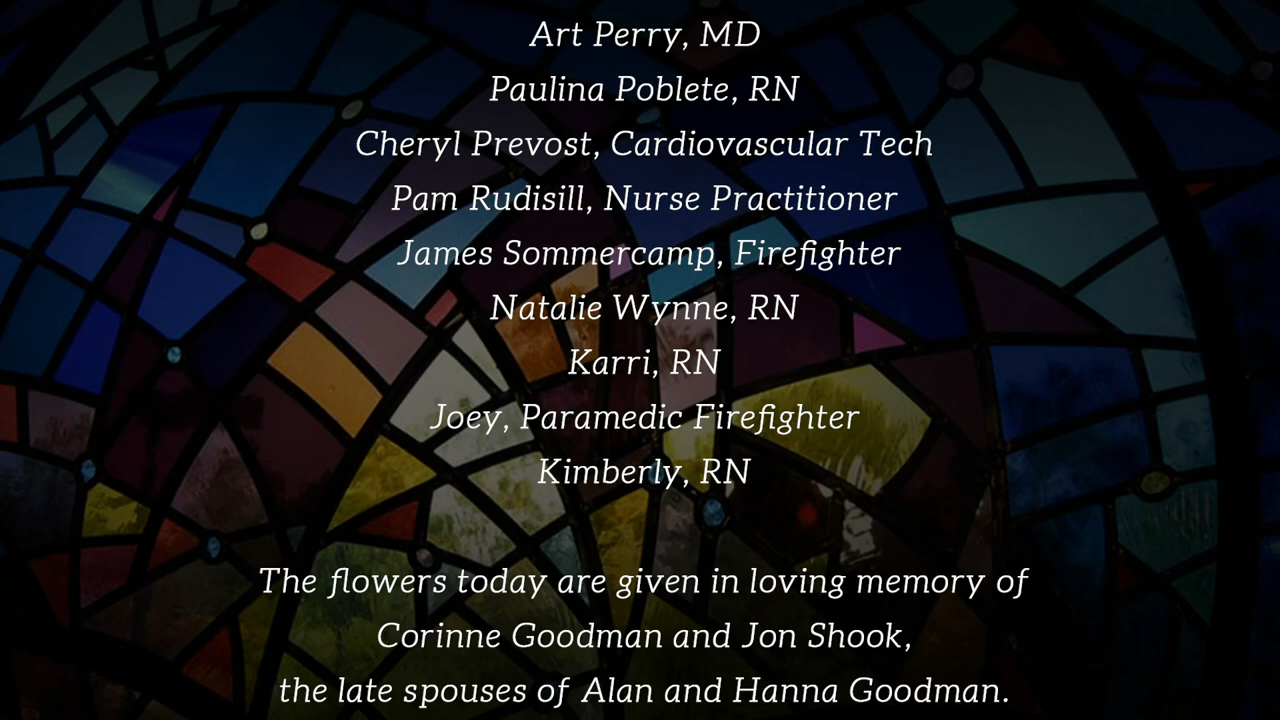 Art Perry, MD
Paulina Poblete, RN
Cheryl Prevost, Cardiovascular Tech
Pam Rudisill, Nurse Practitioner
James Sommercamp, Firefighter
Natalie Wynne, RN
Karri, RN
Joey, Paramedic Firefighter
Kimberly, RN
The flowers today are given in loving memory of
Corinne Goodman and Jon Shook,
the late spouses of Alan and Hanna Goodman.